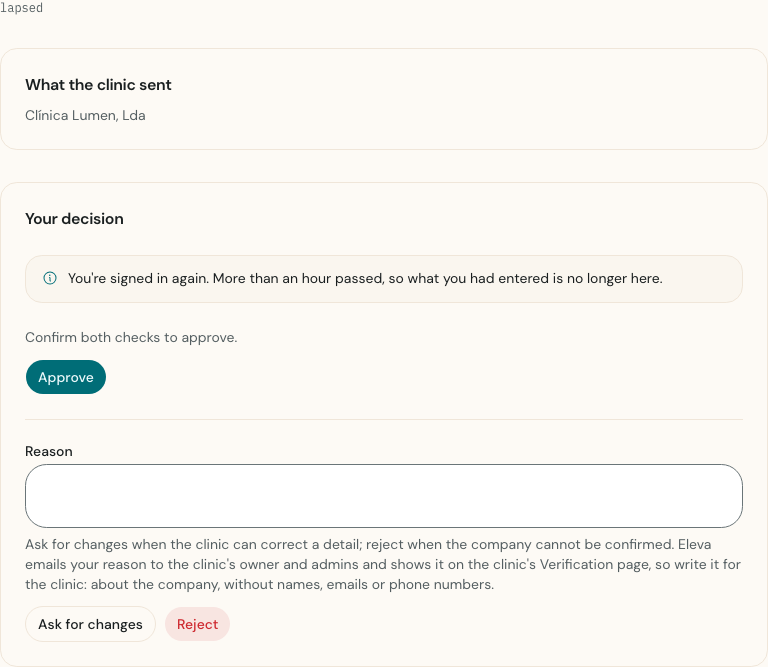 lapsed
What the clinic sent
Clínica Lumen, Lda
Your decision
You're signed in again. More than an hour passed, so what you had entered is no longer here.
Confirm both checks to approve.
Approve
Reason
Ask for changes when the clinic can correct a detail; reject when the company cannot be confirmed. Eleva
emails your reason to the clinic's owner and admins and shows it on the clinic's Verification page, so write it for
the clinic: about the company, without names, emails or phone numbers.
Ask for changes
Reject